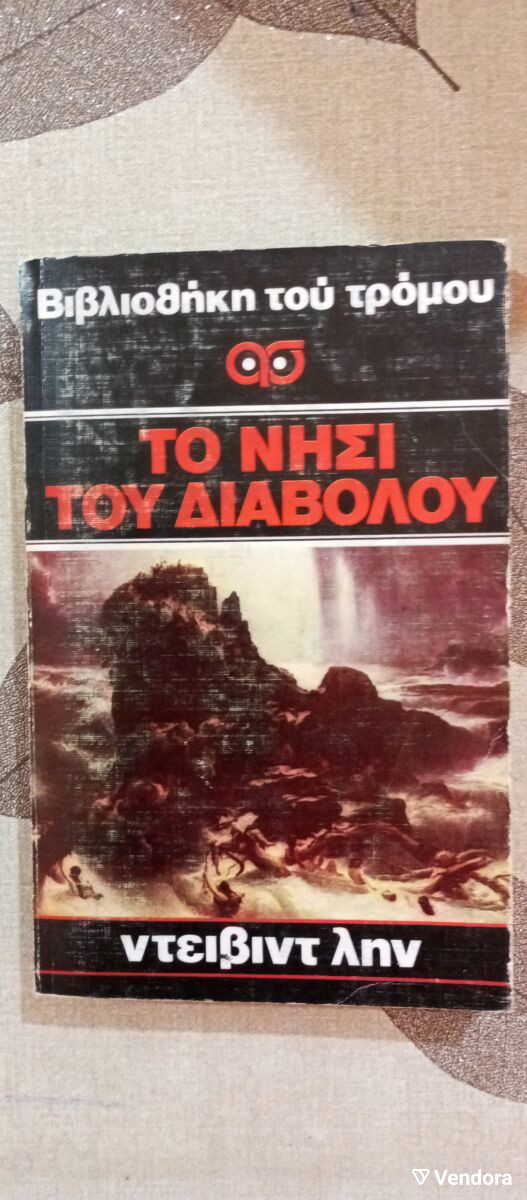 Βιβλιοθήκη τού τρόμου
ΤΟ ΝΗΣΙ
ΤΟΥ ΔΙΑΒΟΛΟΥ
ντειβιντ λην
Vendora